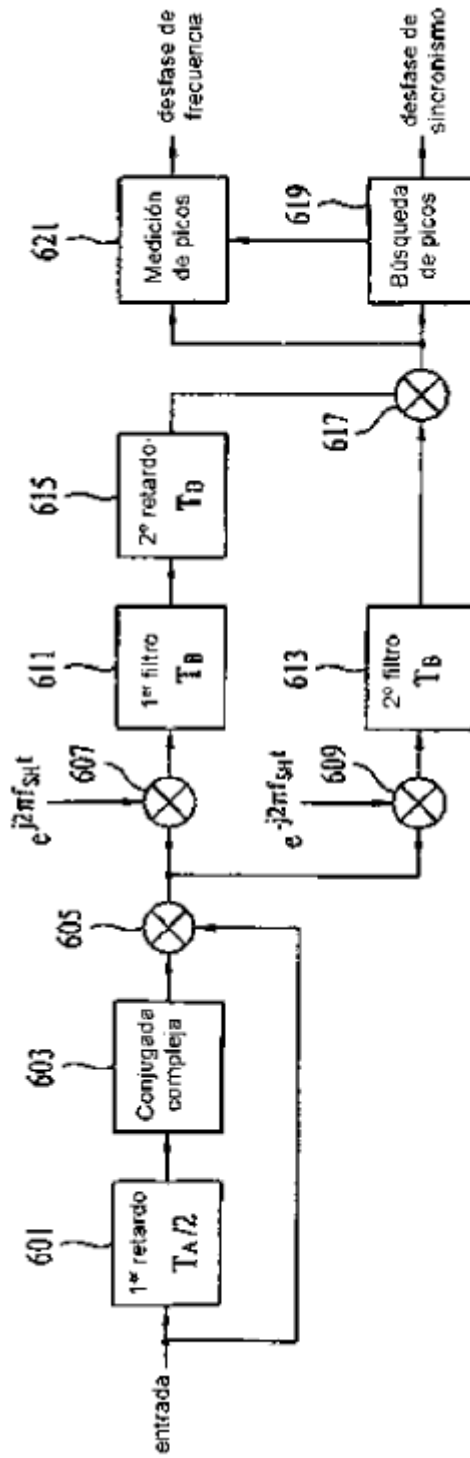 entrada
601
1er retardo
TA/2
603
Conjugada
compleja
605
e^j2πfSHt
607
611
1er filtro
TB
615
2º retardo
TD
e^-j2πfSHt
609
613
2º filtro
TB
617
621
Medición
de picos
desfase de
frecuencia
619
Búsqueda
de picos
desfase de
sincronismo